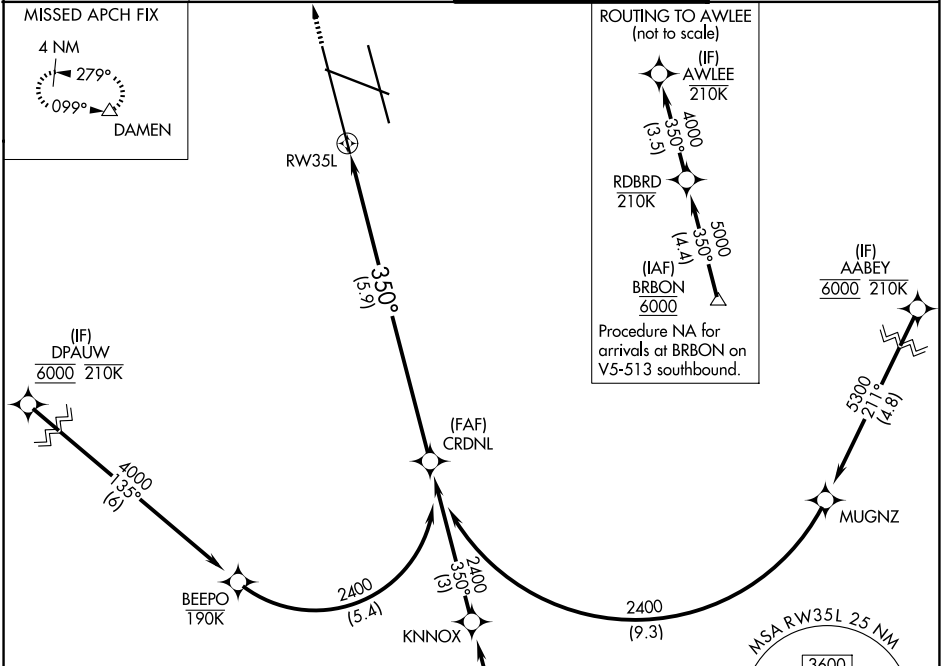 MISSED APCH FIX
4 NM
279°
099°
DAMEN
RW35L
350°
(5.9)
ROUTING TO AWLEE
(not to scale)
(IF)
AWLEE
210K
4000
350°
(3.5)
RDBRD
210K
5000
350°
(4.4)
(IAF)
BRBON
6000
Procedure NA for
arrivals at BRBON on
V5-513 southbound.
(IF)
AABEY
6000 210K
5300
211°
(4.8)
MUGNZ
(IF)
DPAUW
6000 210K
4000
135°
(6)
BEEPO
190K
2400
(5.4)
(FAF)
CRDNL
2400
350°
(3)
KNNOX
2400
(9.3)
MSA RW35L 25 NM
3600